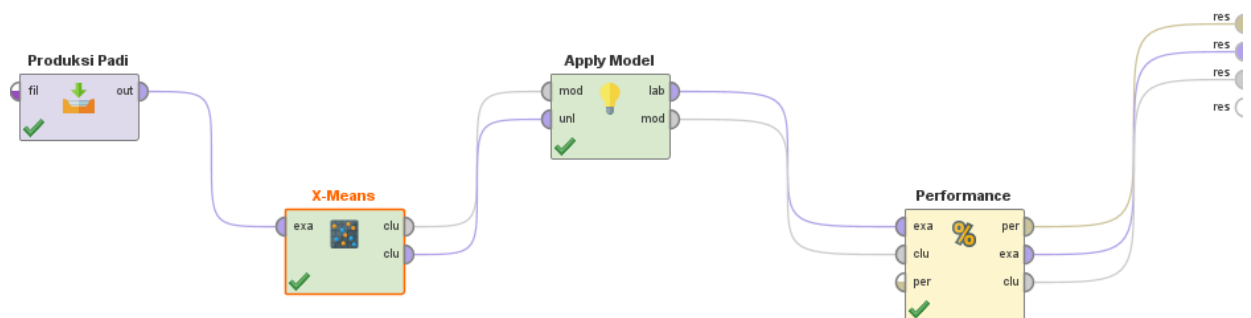 res
res
res
res
Produksi Padi
fil out
Apply Model
mod lab
unl mod
X-Means
exa clu
clu
Performance
exa per
clu exa
per clu
%